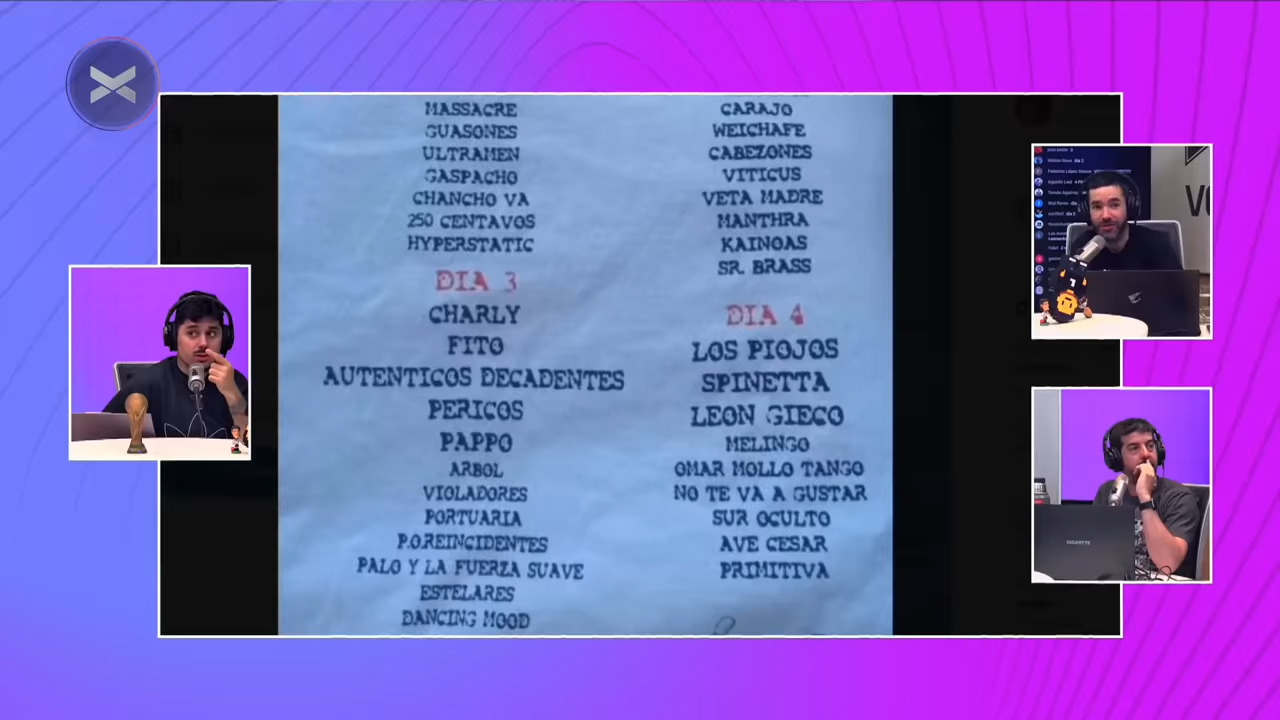 MASSACRE
GUASONES
ULTRAMEN
GASPACHO
CHANCHO VA
250 CENTAVOS
HYPERSTATIC
DIA 3
CHARLY
FITO
AUTENTICOS DECADENTES
PERICOS
PAPPO
ARBOL
VIOLADORES
PORTUARIA
P.O.REINCIDENTES
PALO Y LA FUERZA SUAVE
ESTELARES
DANCING MOOD
CARAJO
WEICHAFE
CABEZONES
VITICUS
VETA MADRE
MANTHRA
KAINOAS
SR. BRASS
DIA 4
LOS PIOJOS
SPINETTA
LEON GIECO
MELINGO
OMAR MOLLO TANGO
NO TE VA A GUSTAR
SUR OCULTO
AVE CESAR
PRIMITIVA
GIGABYTE